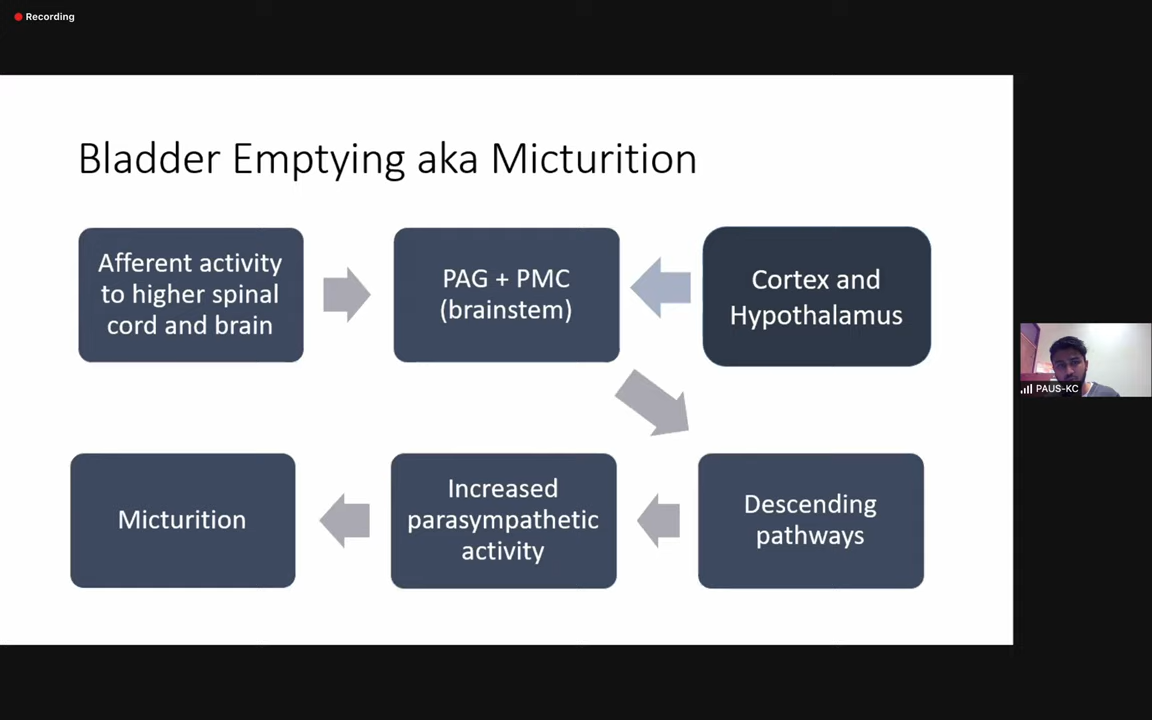 Recording
Bladder Emptying aka Micturition
Afferent activity
to higher spinal
cord and brain
PAG + PMC
(brainstem)
Cortex and
Hypothalamus
Micturition
Increased
parasympathetic
activity
Descending
pathways
PAUS-KC